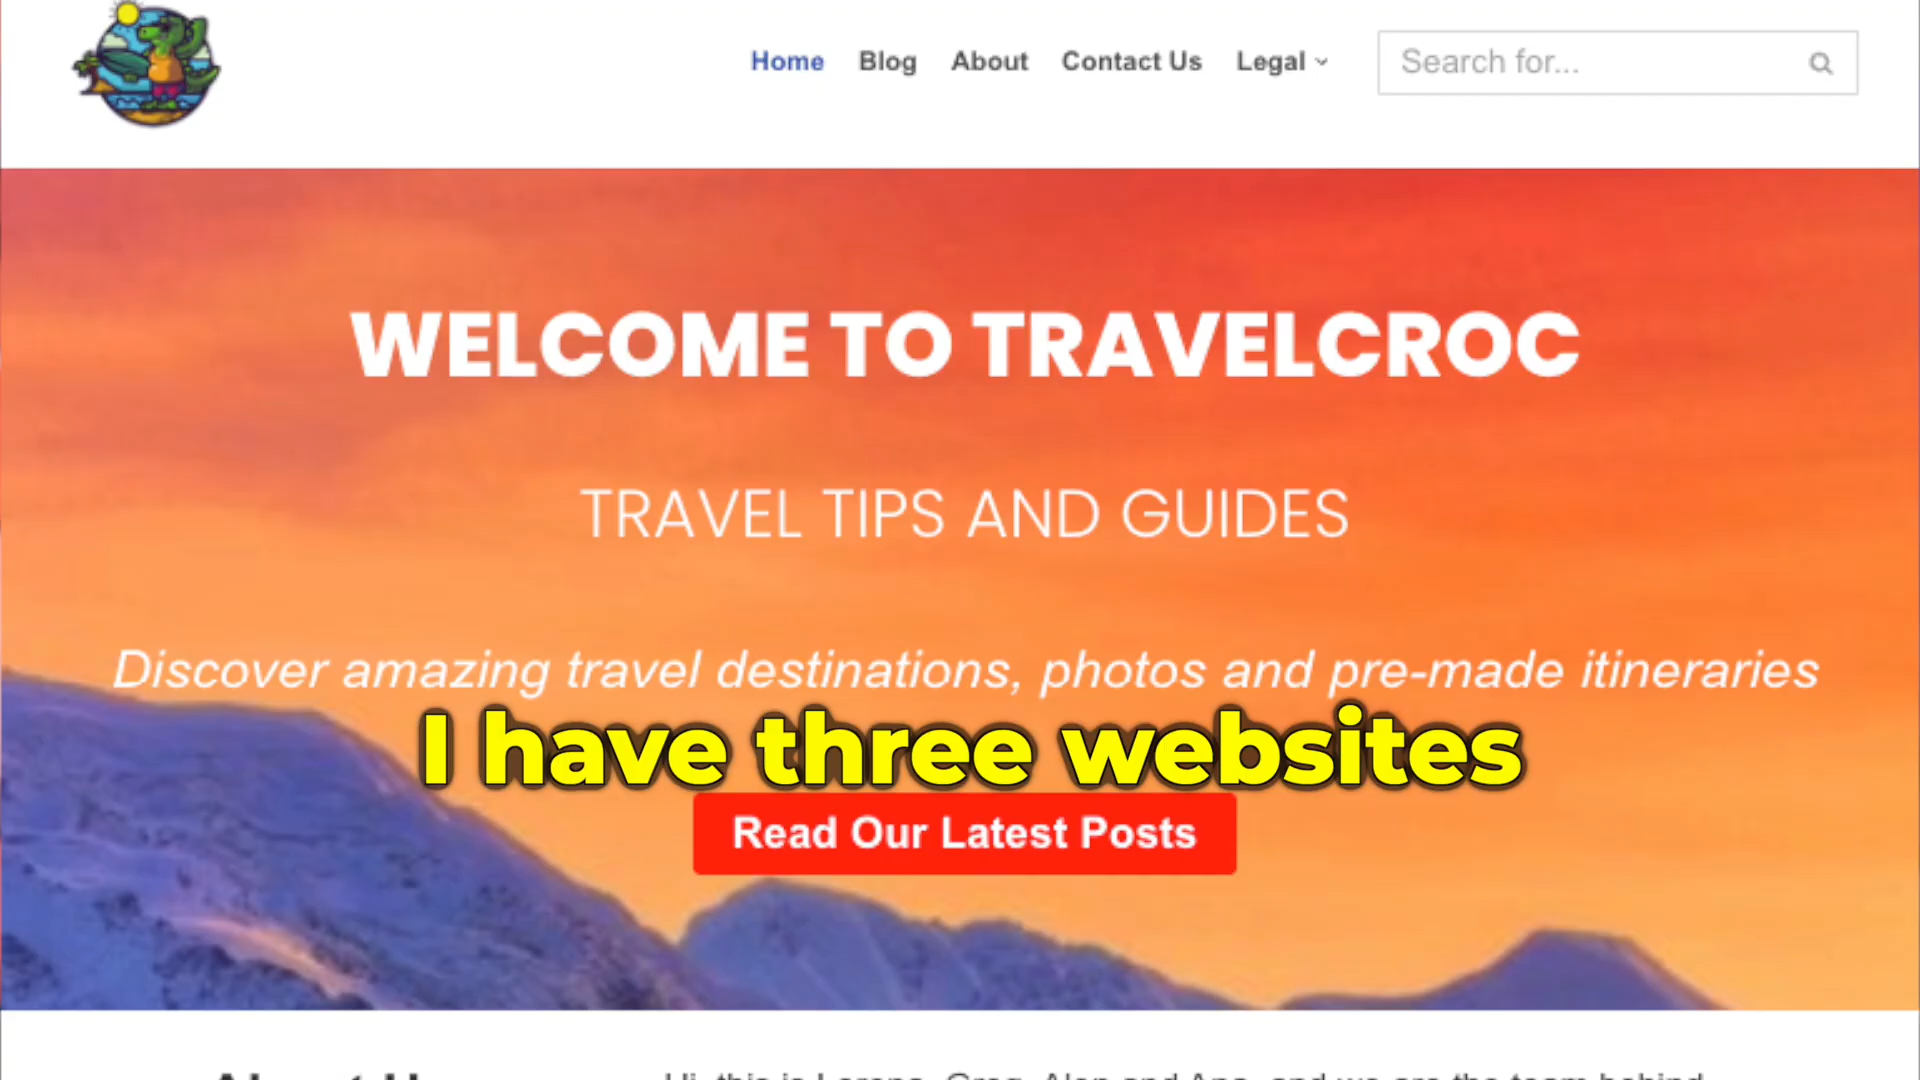 Home Blog About Contact Us Legal Search for...
WELCOME TO TRAVELCROC
TRAVEL TIPS AND GUIDES
Discover amazing travel destinations, photos and pre-made itineraries
I have three websites
Read Our Latest Posts